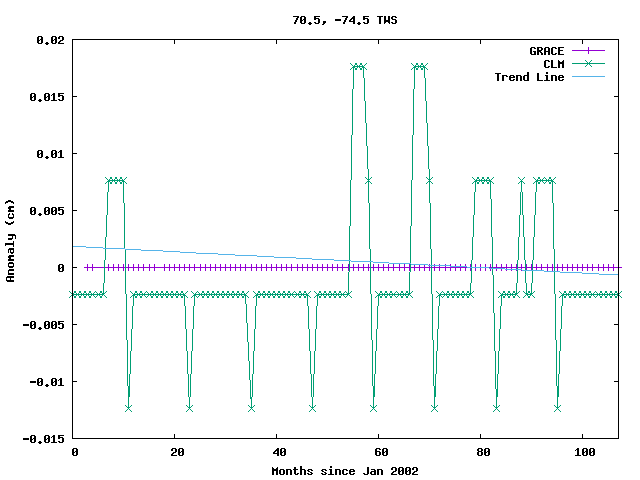 70.5, -74.5 TWS
GRACE
CLM
Trend Line
0.02
0.015
0.01
0.005
0
-0.005
-0.01
-0.015
Anomaly (cm)
0 20 40 60 80 100
Months since Jan 2002